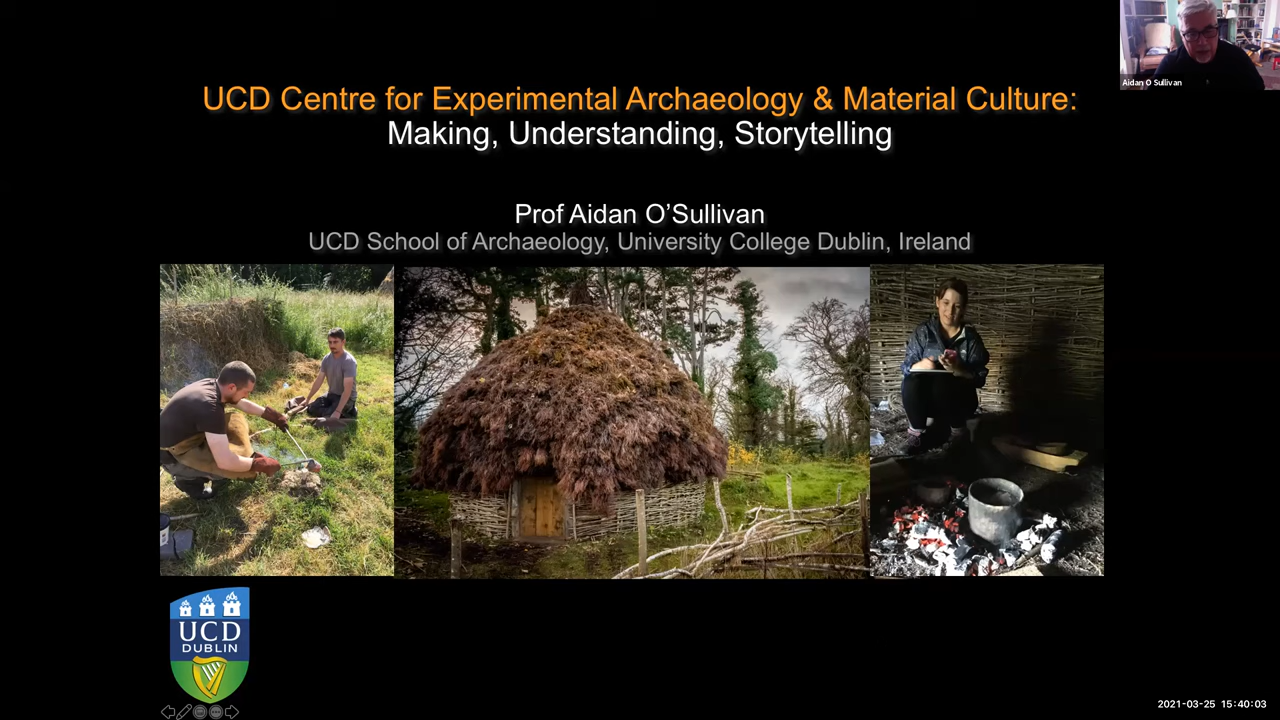 Aidan O Sullivan
UCD Centre for Experimental Archaeology & Material Culture:
Making, Understanding, Storytelling
Prof Aidan O’Sullivan
UCD School of Archaeology, University College Dublin, Ireland
UCD
DUBLIN
2021-03-25 15:40:03